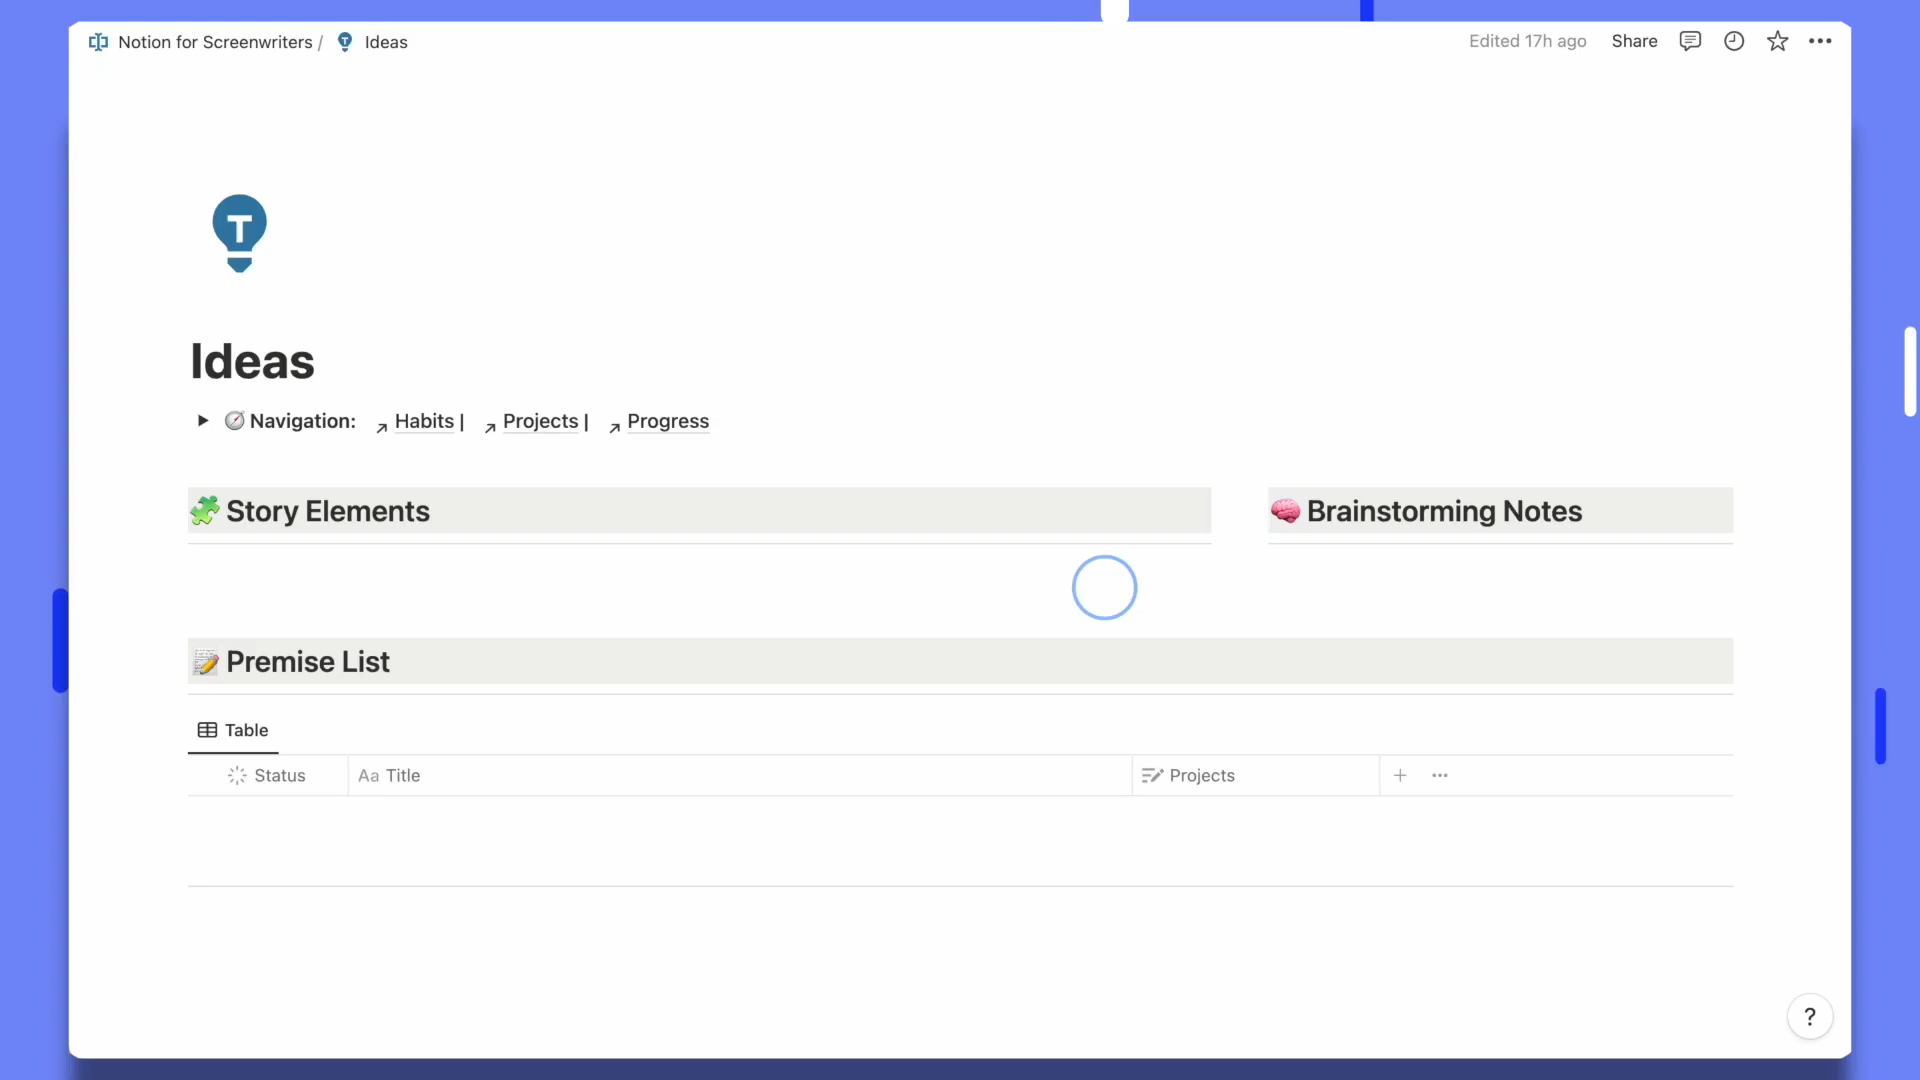 Notion for Screenwriters / Ideas
Edited 17h ago Share
T
Ideas
Navigation: Habits | Projects | Progress
Story Elements
Brainstorming Notes
Premise List
Table
Status Aa Title Projects
?